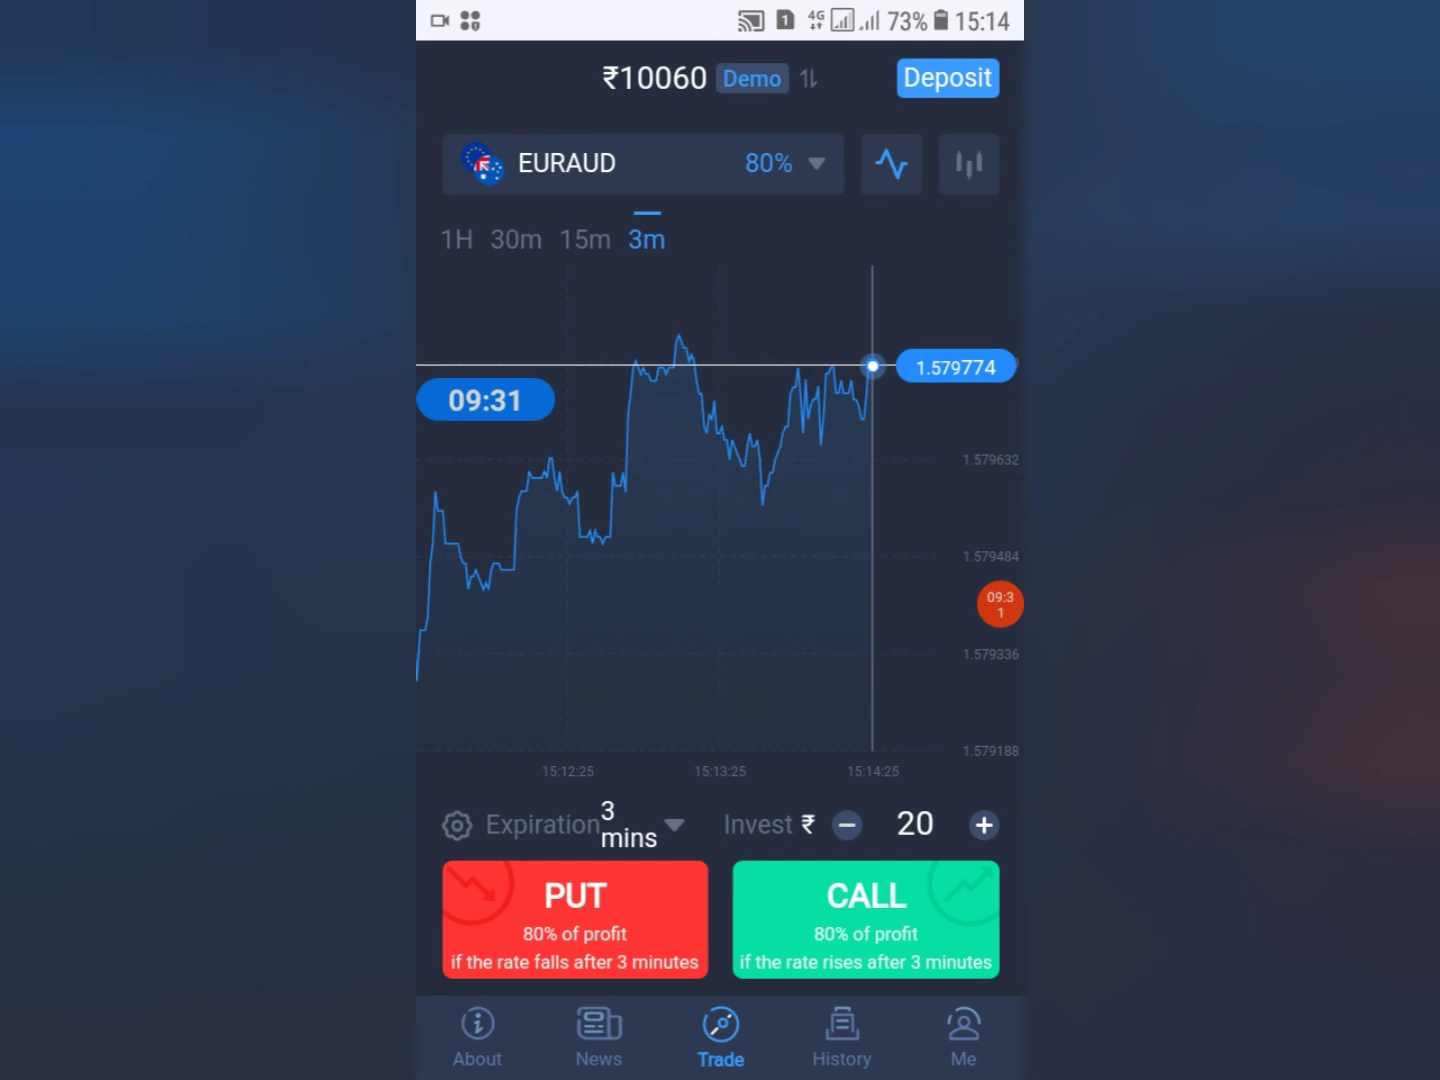 1 4G 73% 15:14
₹10060 Demo Deposit
EURAUD 80%
1H 30m 15m 3m
1.579774
09:31
1.579632
1.579484
09:3
1
1.579336
1.579188
15:12:25 15:13:25 15:14:25
Expiration 3 mins Invest ₹ 20
PUT
80% of profit
if the rate falls after 3 minutes
CALL
80% of profit
if the rate rises after 3 minutes
About News Trade History Me